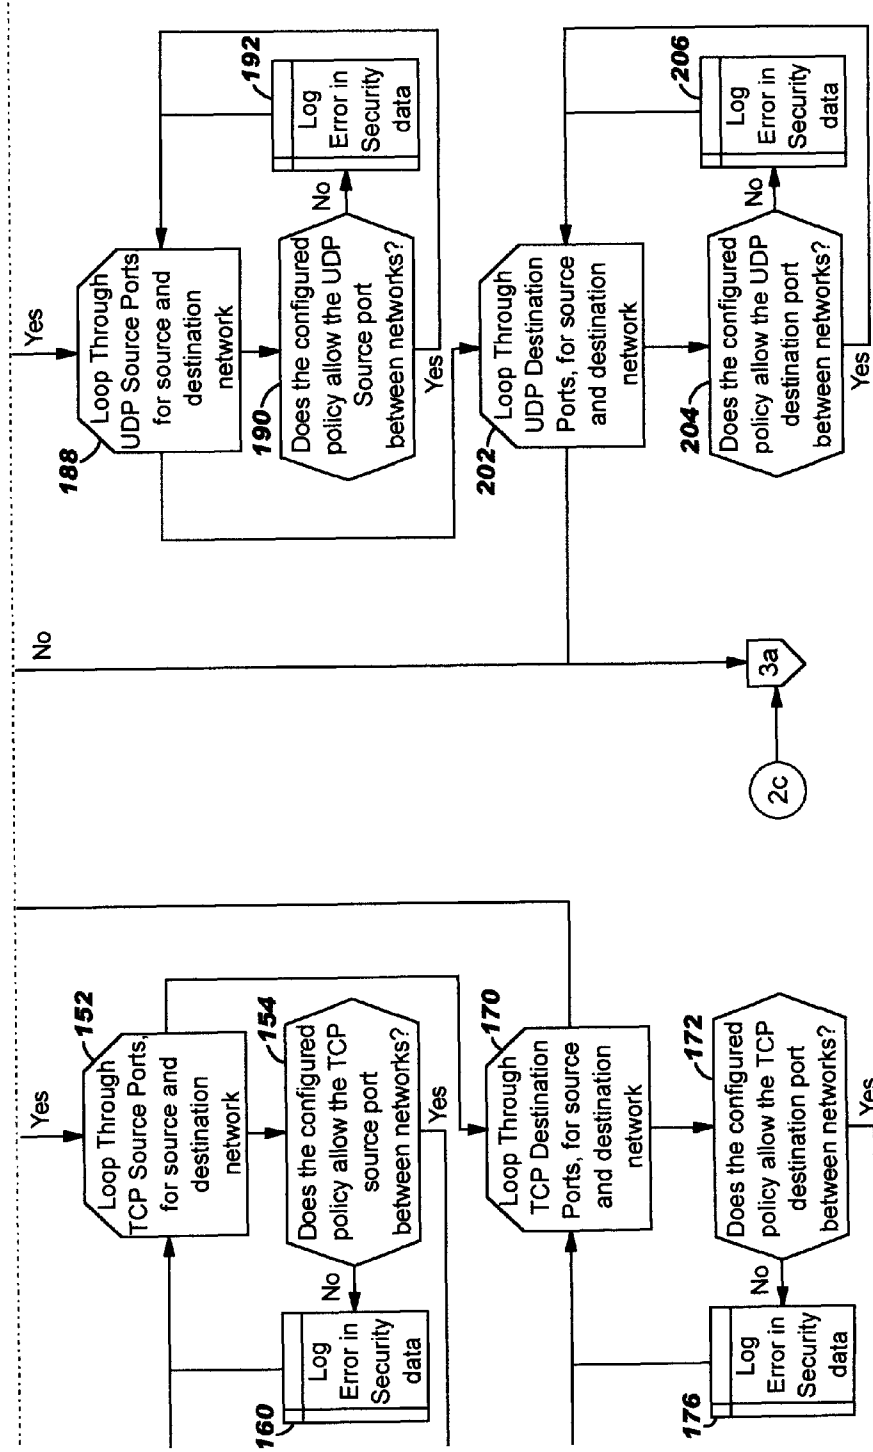 Yes
152
Loop Through
TCP Source Ports,
for source and
destination
network
154
Does the configured
policy allow the TCP
source port
between networks?
No
Yes
160
Log
Error in
Security
data
170
Loop Through
TCP Destination
Ports, for source
and destination
network
172
Does the configured
policy allow the TCP
destination port
between networks?
No
Yes
176
Log
Error in
Security
data
No
2c
3a
Yes
188
Loop Through
UDP Source Ports,
for source and
destination
network
190
Does the configured
policy allow the UDP
Source port
between networks?
No
Yes
192
Log
Error in
Security
data
202
Loop Through
UDP Destination
Ports, for source
and destination
network
204
Does the configured
policy allow the UDP
destination port
between networks?
No
Yes
206
Log
Error in
Security
data